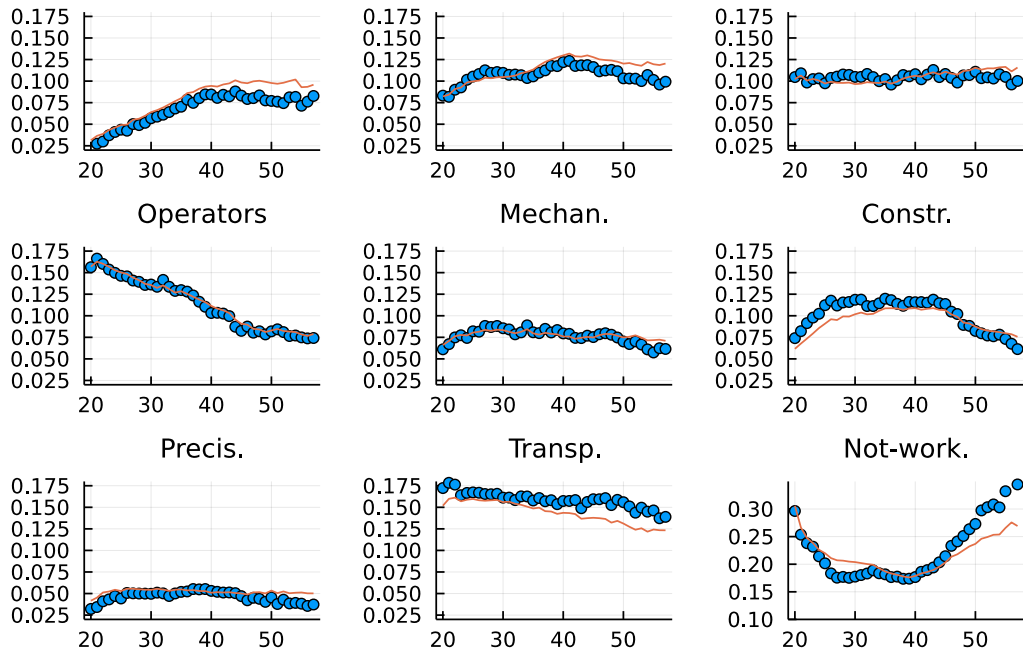 0.175 0.175 0.175
0.150 0.150 0.150
0.125 0.125 0.125
0.100 0.100 0.100
0.075 0.075 0.075
0.050 0.050 0.050
0.025 0.025 0.025
20 30 40 50 20 30 40 50 20 30 40 50
Operators Mechan. Constr.
0.175 0.175 0.175
0.150 0.150 0.150
0.125 0.125 0.125
0.100 0.100 0.100
0.075 0.075 0.075
0.050 0.050 0.050
0.025 0.025 0.025
20 30 40 50 20 30 40 50 20 30 40 50
Precis. Transp. Not-work.
0.175 0.175
0.150 0.150 0.30
0.125 0.125
0.100 0.100
0.075 0.075 0.20
0.050 0.050
0.025 0.025 0.10
20 30 40 50 20 30 40 50 20 30 40 50